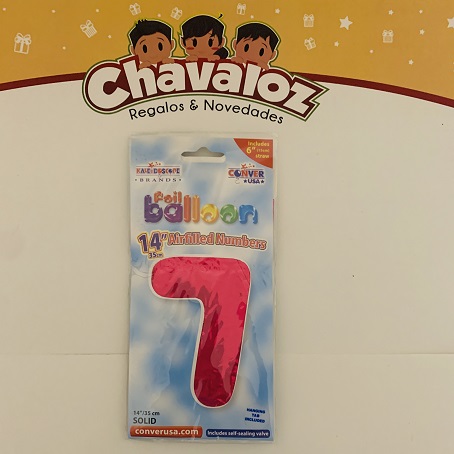 Chavaloz
Regalos & Novedades
Includes
6" straw
KALEIDOSCOPE
BRANDS
CONVER
USA
Foil
balloon
14" Airfilled Numbers
35cm
HANGING
TAB
INCLUDED
14"/35 cm
SOLID
converusa.com
Includes self-sealing valve